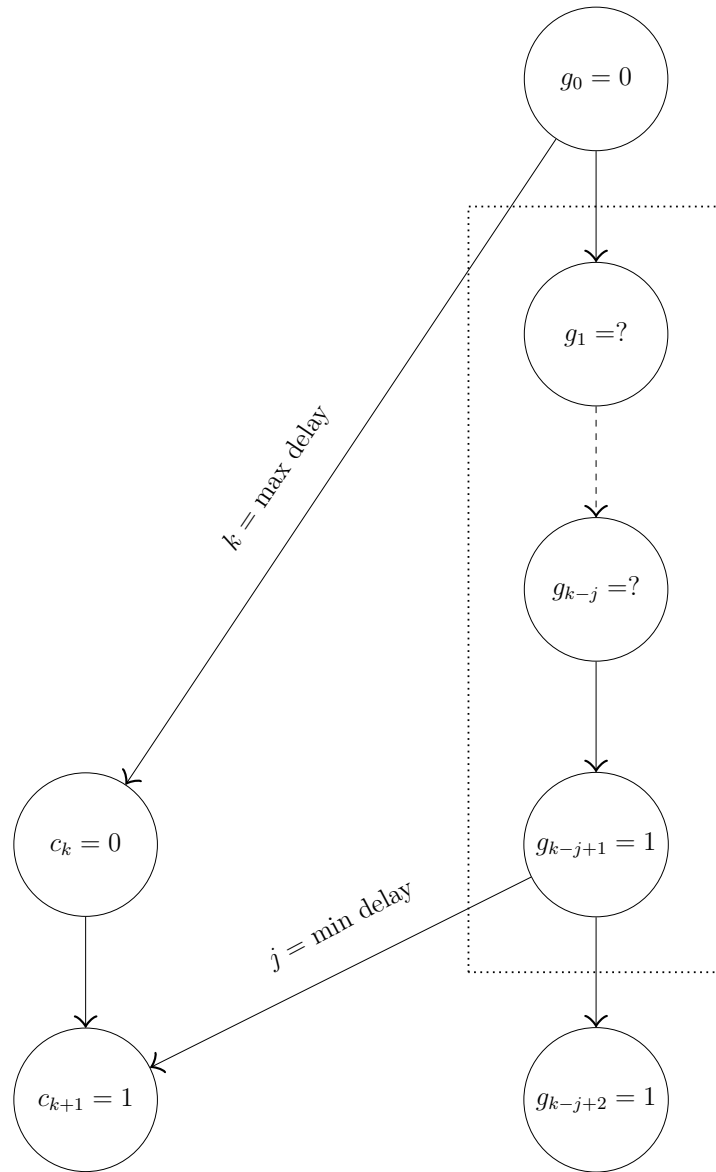 g_0 = 0
g_1 =?
k = max delay
g_{k−j} =?
c_k = 0
g_{k−j+1} = 1
j = min delay
c_{k+1} = 1
g_{k−j+2} = 1